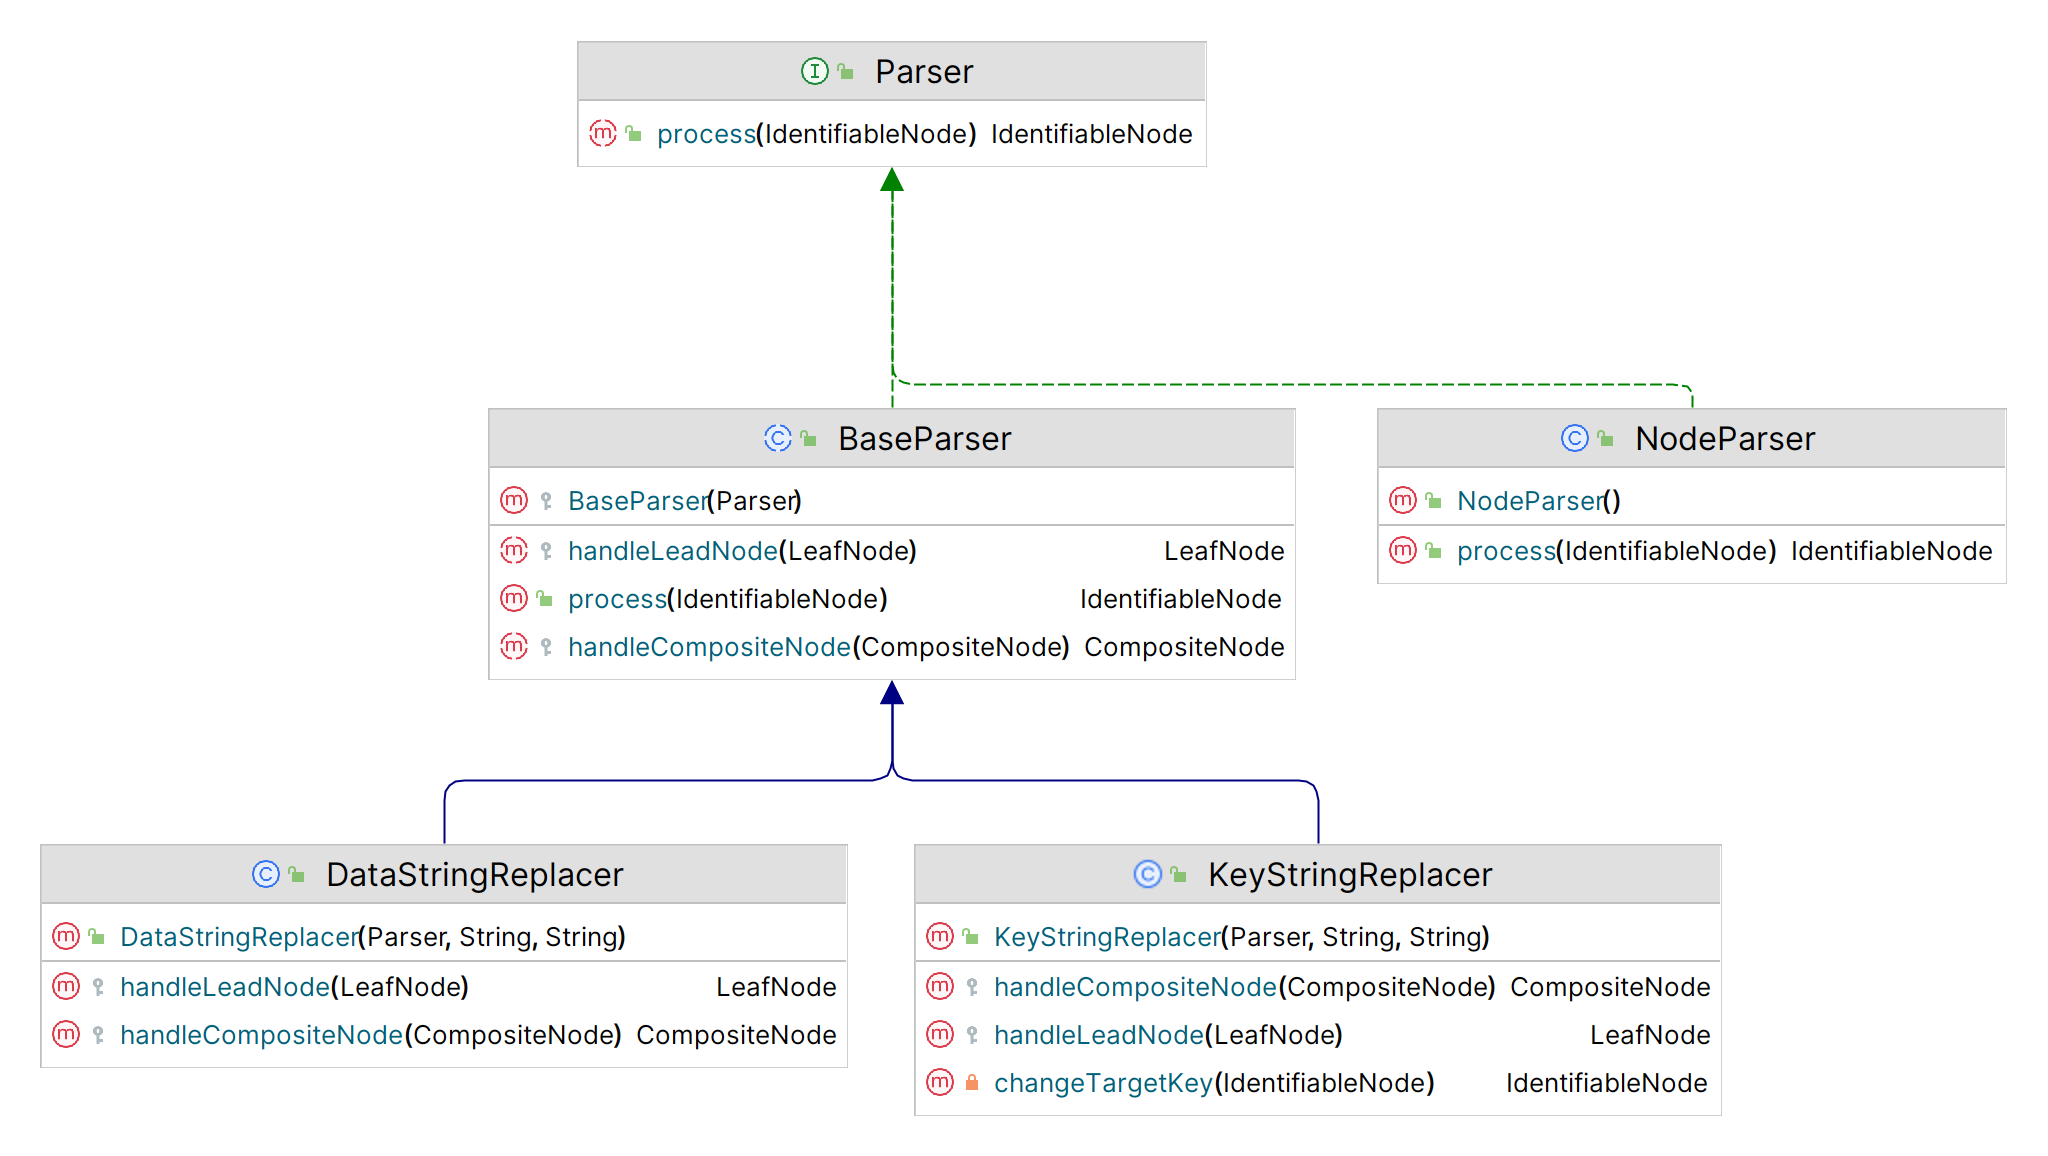 Parser
process(IdentifiableNode) IdentifiableNode
BaseParser
BaseParser(Parser)
handleLeadNode(LeafNode) LeafNode
process(IdentifiableNode) IdentifiableNode
handleCompositeNode(CompositeNode) CompositeNode
NodeParser
NodeParser()
process(IdentifiableNode) IdentifiableNode
DataStringReplacer
DataStringReplacer(Parser, String, String)
handleLeadNode(LeafNode) LeafNode
handleCompositeNode(CompositeNode) CompositeNode
KeyStringReplacer
KeyStringReplacer(Parser, String, String)
handleCompositeNode(CompositeNode) CompositeNode
handleLeadNode(LeafNode) LeafNode
changeTargetKey(IdentifiableNode) IdentifiableNode